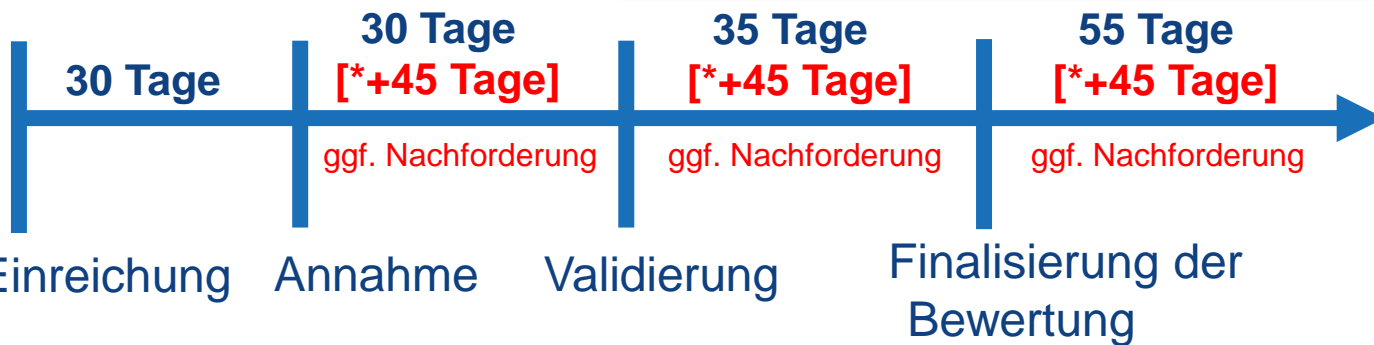 30 Tage
30 Tage
[*+45 Tage]
35 Tage
[*+45 Tage]
55 Tage
[*+45 Tage]
ggf. Nachforderung
ggf. Nachforderung
ggf. Nachforderung
Einreichung
Annahme
Validierung
Finalisierung der
Bewertung